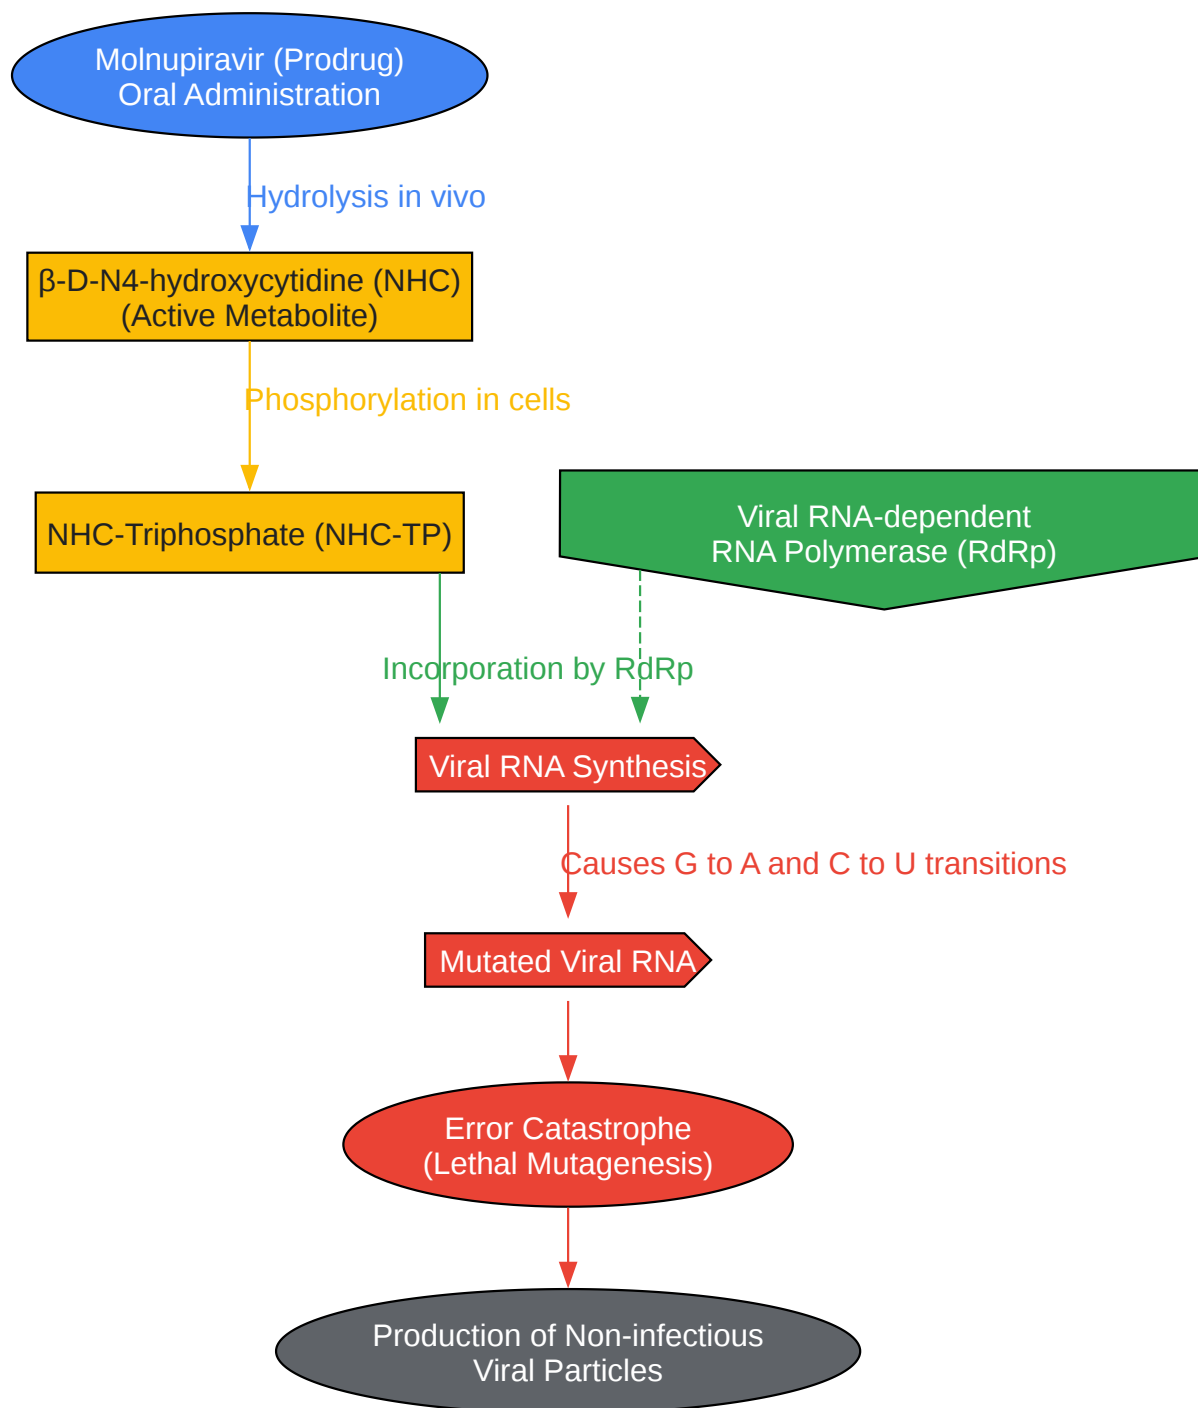 Molnupiravir (Prodrug)
Oral Administration
Hydrolysis in vivo
β-D-N4-hydroxycytidine (NHC)
(Active Metabolite)
Phosphorylation in cells
NHC-Triphosphate (NHC-TP)
Viral RNA-dependent
RNA Polymerase (RdRp)
Incorporation by RdRp
Viral RNA Synthesis
Causes G to A and C to U transitions
Mutated Viral RNA
Error Catastrophe
(Lethal Mutagenesis)
Production of Non-infectious
Viral Particles